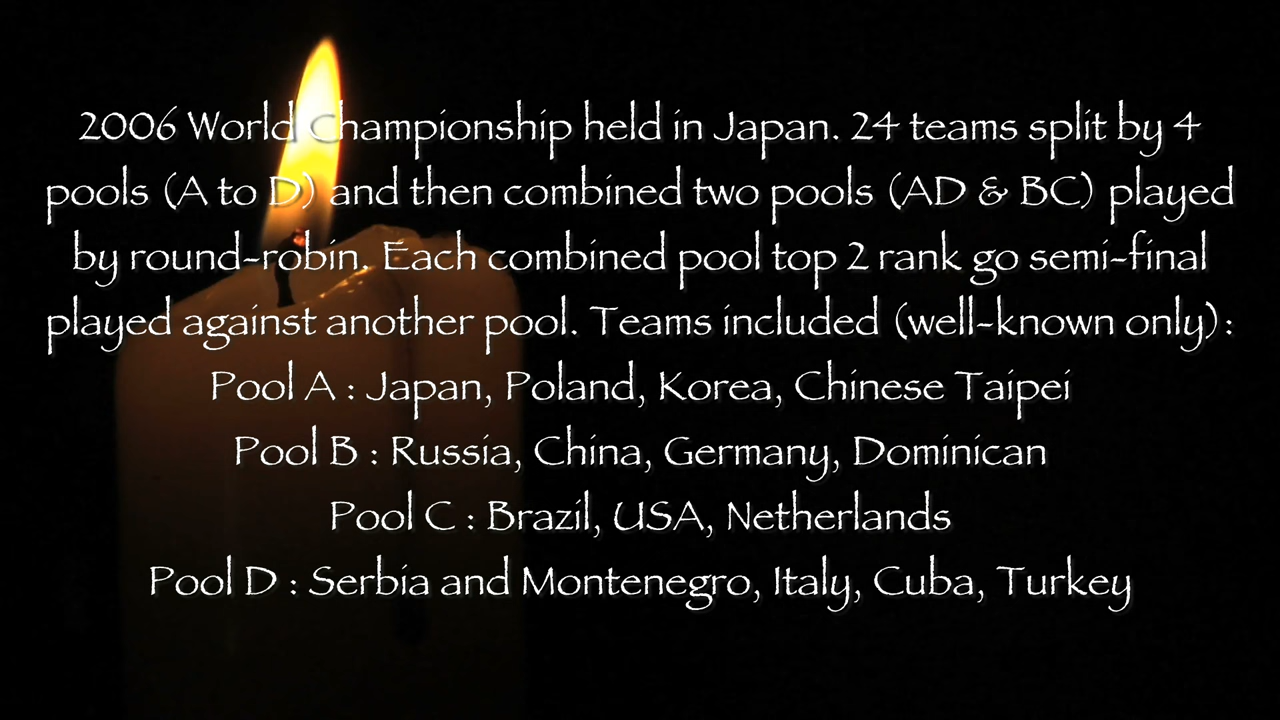 2006 World Championship held in Japan. 24 teams split by 4
pools (A to D) and then combined two pools (AD & BC) played
by round-robin. Each combined pool top 2 rank go semi-final
played against another pool. Teams included (well-known only):
Pool A : Japan, Poland, Korea, Chinese Taipei
Pool B : Russia, China, Germany, Dominican
Pool C : Brazil, USA, Netherlands
Pool D : Serbia and Montenegro, Italy, Cuba, Turkey